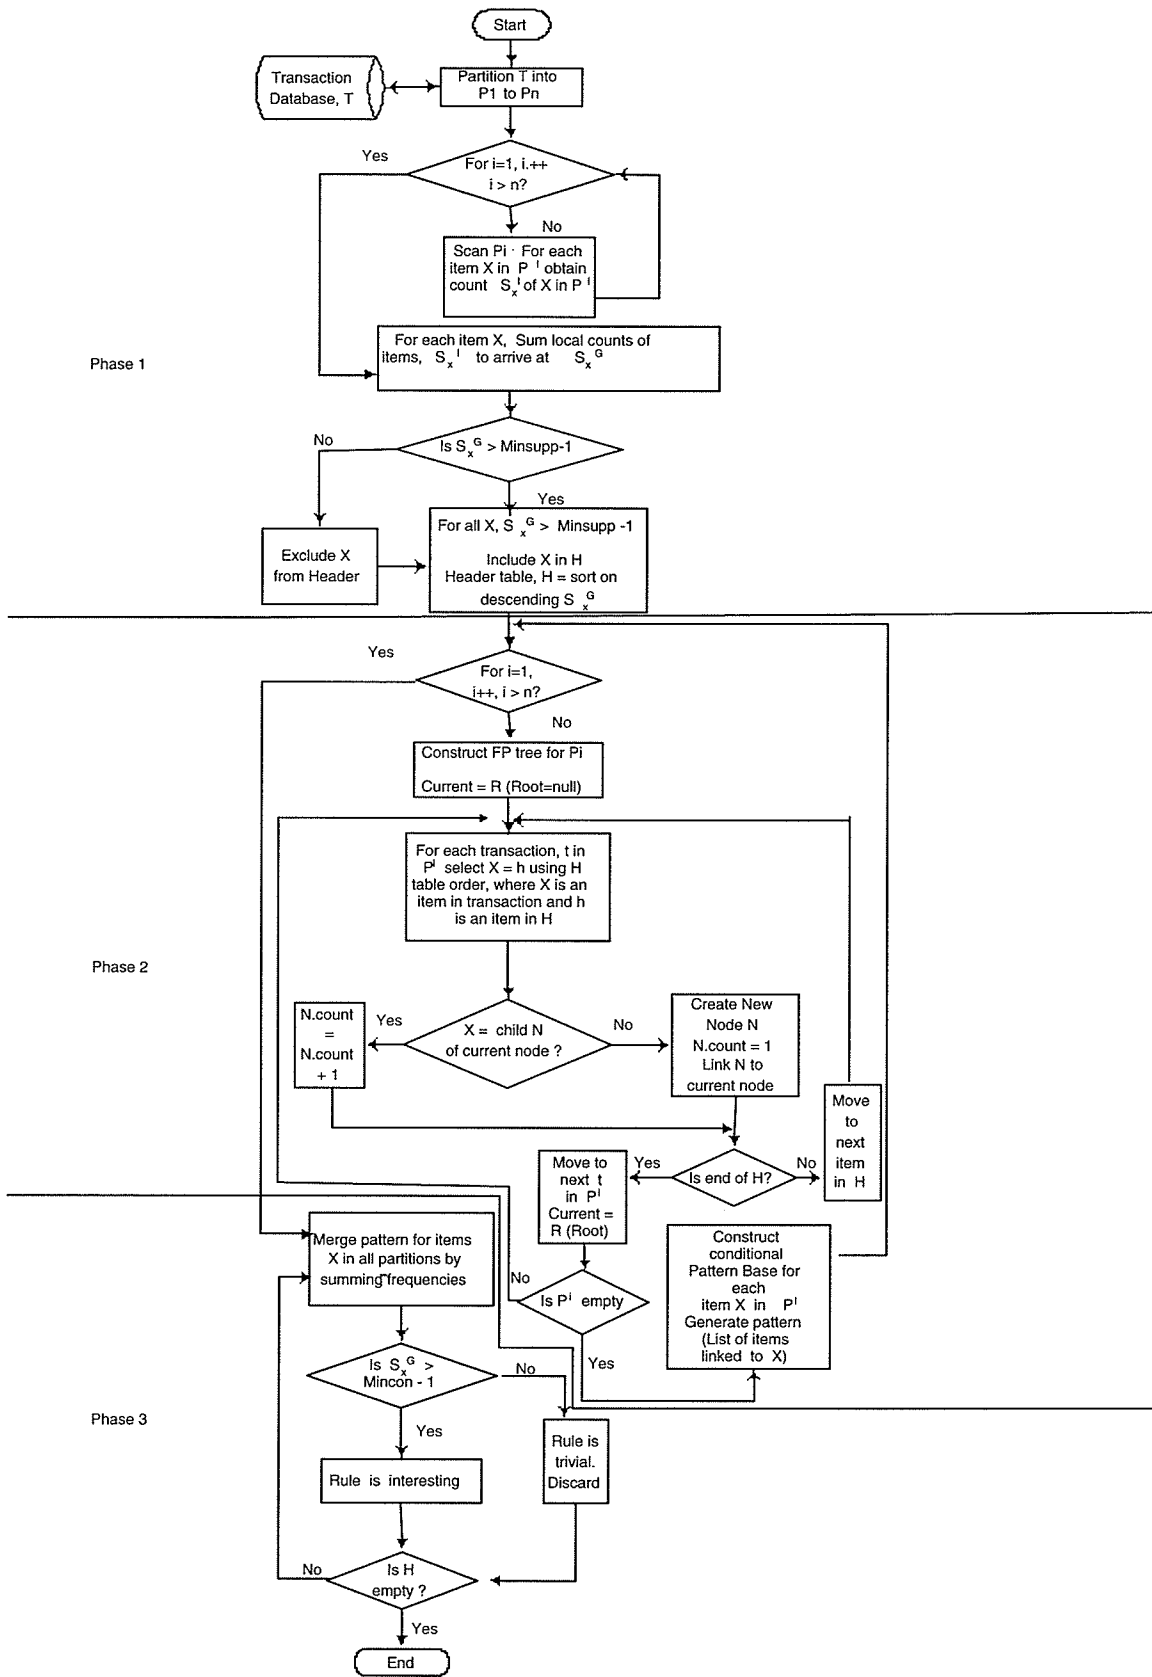 Start
Transaction
Database, T
Partition T into
P1 to Pn
Yes
For i=1, i.++
i > n?
No
Scan Pi · For each
item X in P^i obtain
count S_x^i of X in P^i
For each item X, Sum local counts of
items, S_x^i to arrive at S_x^G
Phase 1
No
Is S_x^G > Minsupp-1
Yes
Exclude X
from Header
For all X, S_x^G > Minsupp -1
Include X in H
Header table, H = sort on
descending S_x^G
Yes
For i=1,
i++, i > n?
No
Construct FP tree for Pi
Current = R (Root=null)
For each transaction, t in
P^i select X = h using H
table order, where X is an
item in transaction and h
is an item in H
Phase 2
N.count
=
N.count
+ 1
Yes
X = child N
of current node ?
No
Create New
Node N
N.count = 1
Link N to
current node
Move
to
next
item
in H
Move to
next t
in P^i
Current =
R (Root)
Yes
Is end of H?
No
Merge pattern for items
X in all partitions by
summing frequencies
No
Is P^i empty
Yes
Construct
conditional
Pattern Base for
each
item X in P^i
Generate pattern
(List of items
linked to X)
Is S_x^G >
Mincon - 1
No
Phase 3
Yes
Rule is
trivial.
Discard
Rule is interesting
No
Is H
empty ?
Yes
End